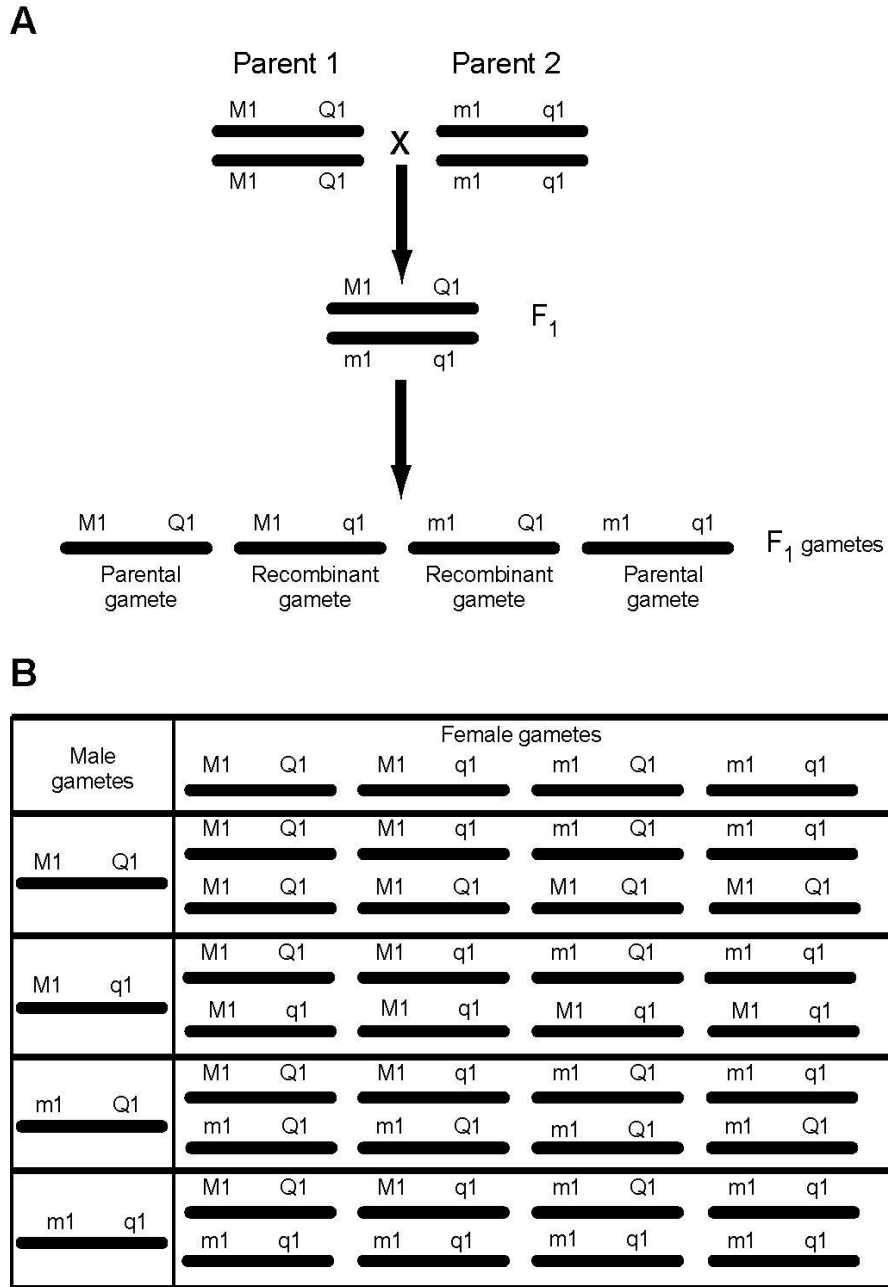 A
Parent 1 Parent 2
M1 Q1 m1 q1
X
M1 Q1 m1 q1
M1 Q1
F1
m1 q1
M1 Q1 M1 q1 m1 Q1 m1 q1
F1 gametes
Parental Recombinant Recombinant Parental
gamete gamete gamete gamete
B
Male
gametes
Female gametes
M1 Q1 M1 q1 m1 Q1 m1 q1
M1 Q1 M1 q1 m1 Q1 m1 q1
M1 Q1
M1 Q1 M1 Q1 M1 Q1 M1 Q1
M1 Q1 M1 q1 m1 Q1 m1 q1
M1 q1
M1 q1 M1 q1 M1 q1 M1 q1
M1 Q1 M1 q1 m1 Q1 m1 q1
m1 Q1
m1 Q1 m1 Q1 m1 Q1 m1 Q1
M1 Q1 M1 q1 m1 Q1 m1 q1
m1 q1
m1 q1 m1 q1 m1 q1 m1 q1